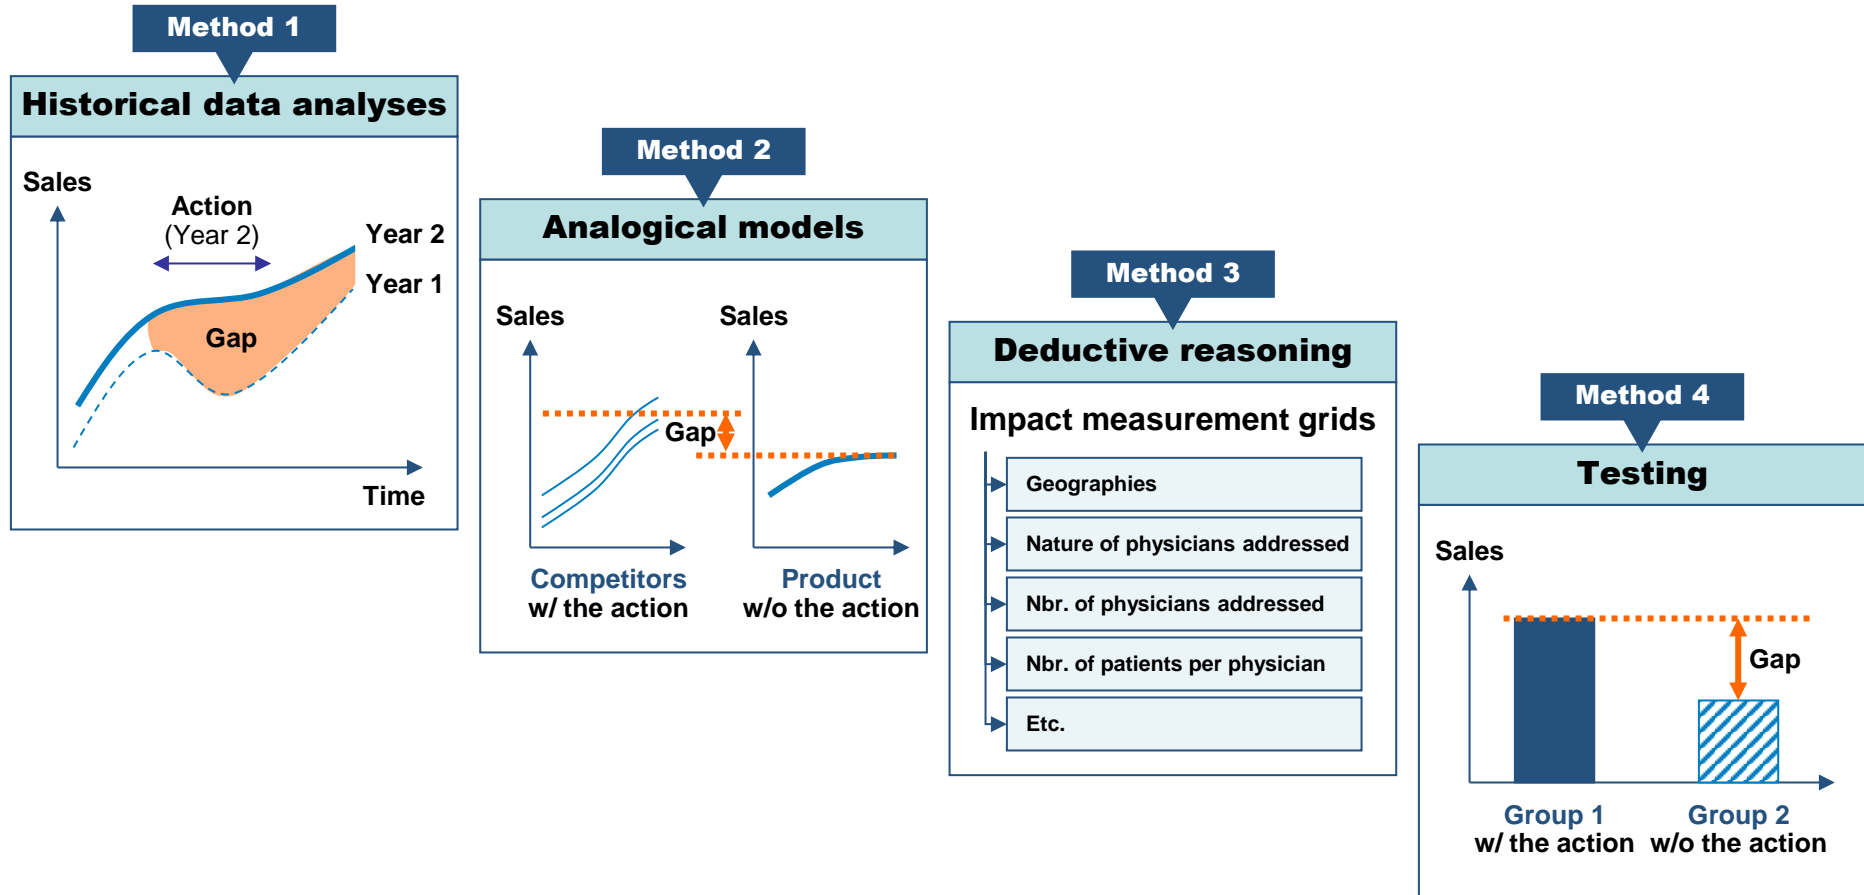 Method 1
Historical data analyses
Sales
Action
(Year 2)
Year 2
Year 1
Gap
Time
Method 2
Analogical models
Sales
Sales
Gap
Competitors
w/ the action
Product
w/o the action
Method 3
Deductive reasoning
Impact measurement grids
Geographies
Nature of physicians addressed
Nbr. of physicians addressed
Nbr. of patients per physician
Etc.
Method 4
Testing
Sales
Gap
Group 1
w/ the action
Group 2
w/o the action